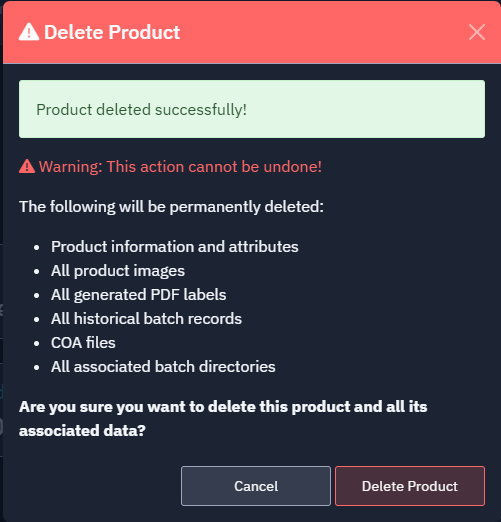 Delete Product
Product deleted successfully!
Warning: This action cannot be undone!
The following will be permanently deleted:
• Product information and attributes
• All product images
• All generated PDF labels
• All historical batch records
• COA files
• All associated batch directories
Are you sure you want to delete this product and all its
associated data?
Cancel
Delete Product